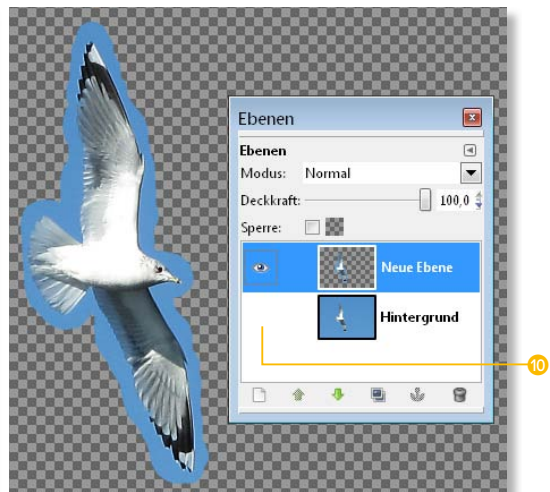 Ebenen
Ebenen
Modus: Normal
Deckkraft: 100,0
Sperre:
Neue Ebene
Hintergrund
10